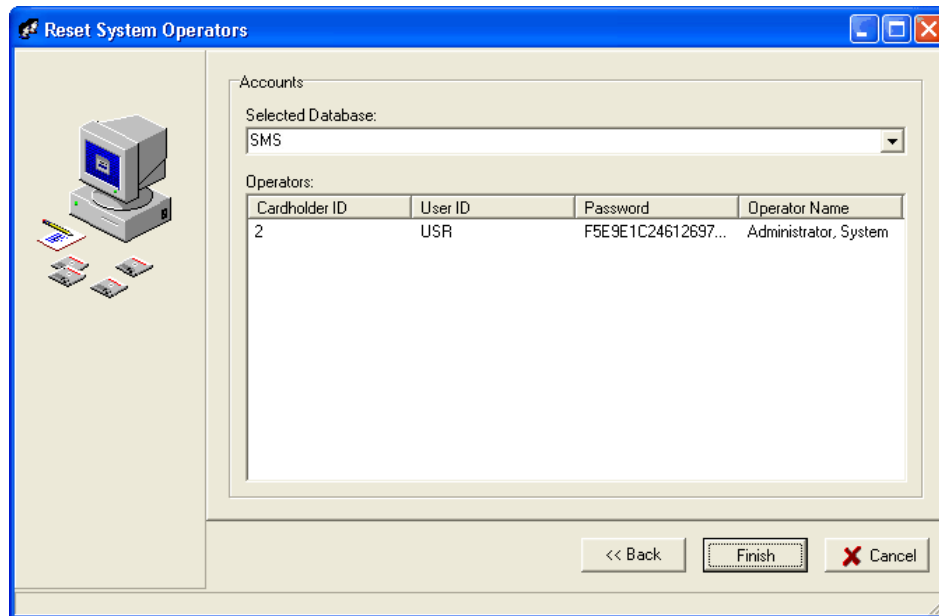 Reset System Operators
Accounts
Selected Database:
SMS
Operators:
Cardholder ID User ID Password Operator Name
2 USR F5E9E1C24612697... Administrator, System
<< Back Finish Cancel